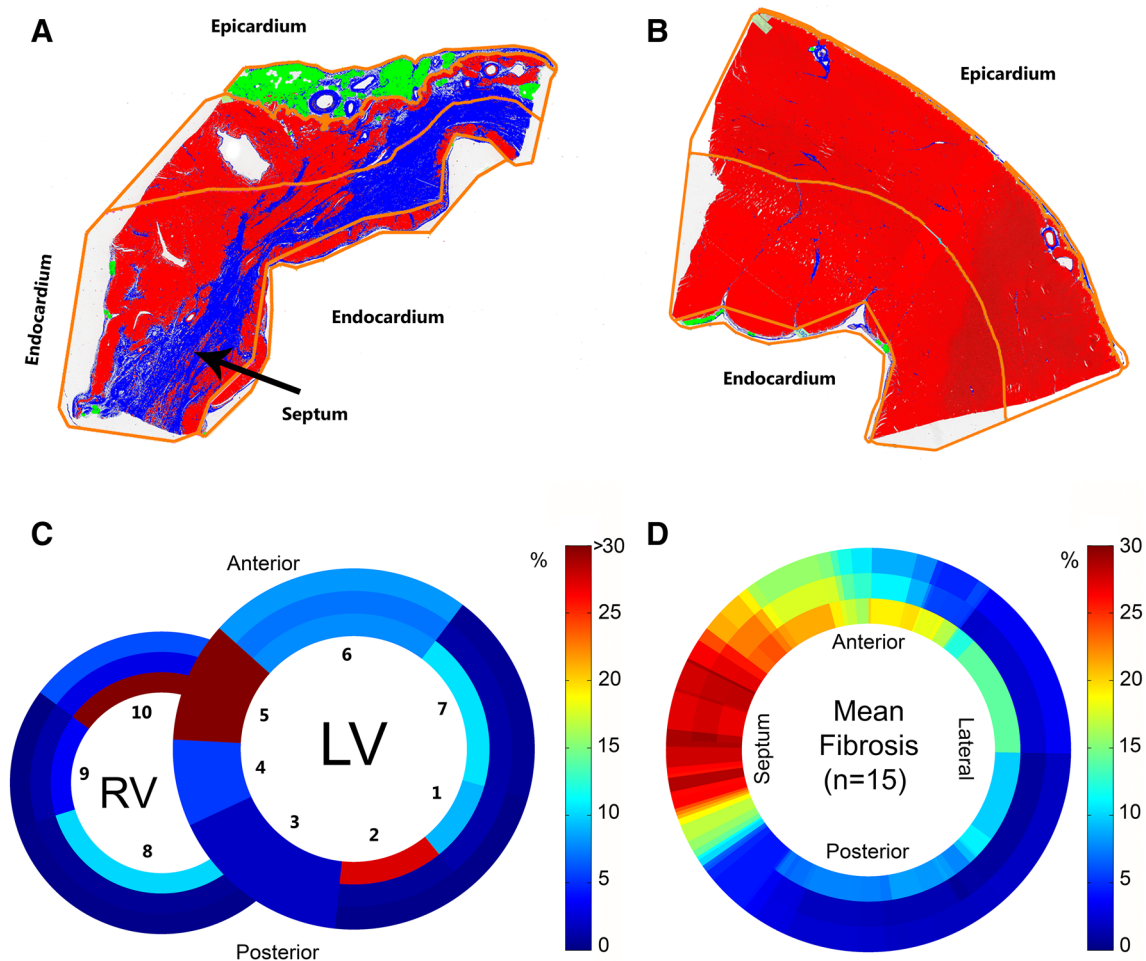 A
Epicardium
Endocardium
Endocardium
Septum
B
Epicardium
Endocardium
C
Anterior
%
>30
25
20
15
10
5
0
6
5
7
4
LV
1
3
2
10
9
RV
8
Posterior
D
%
30
25
20
15
10
5
0
Anterior
Septum
Mean
Fibrosis
(n=15)
Lateral
Posterior